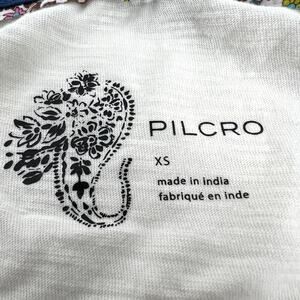 PILCRO
XS
made in india
fabriqué en inde